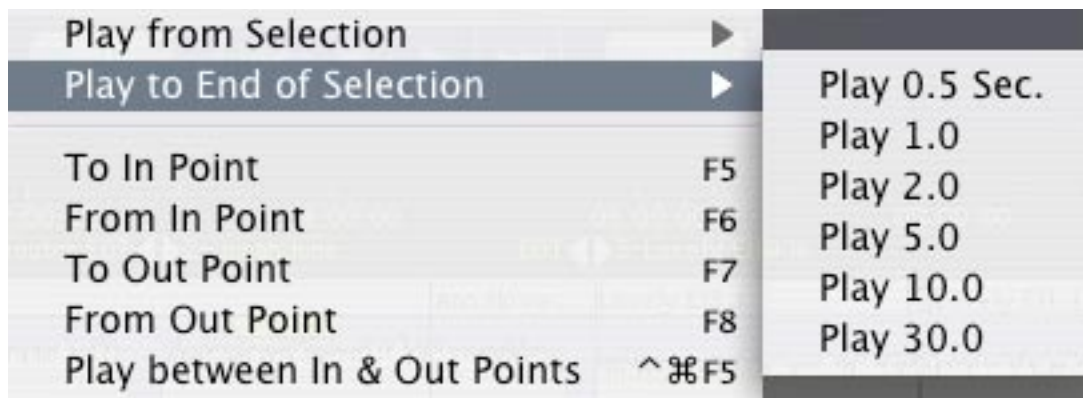 Play from Selection
Play to End of Selection
To In Point F5
From In Point F6
To Out Point F7
From Out Point F8
Play between In & Out Points ^⌘F5
Play 0.5 Sec.
Play 1.0
Play 2.0
Play 5.0
Play 10.0
Play 30.0